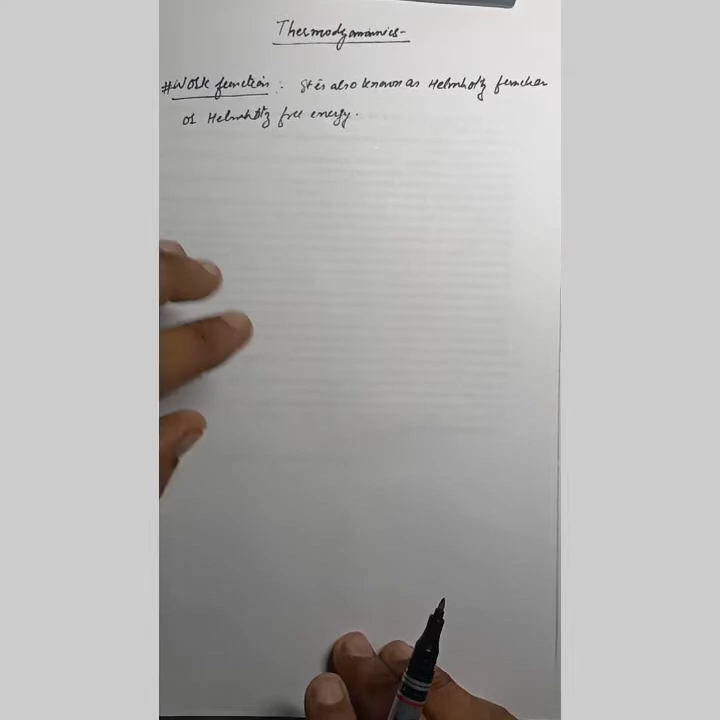 Thermodynamics-
#Work function: It is also known as Helmholtz function
or Helmholtz free energy.